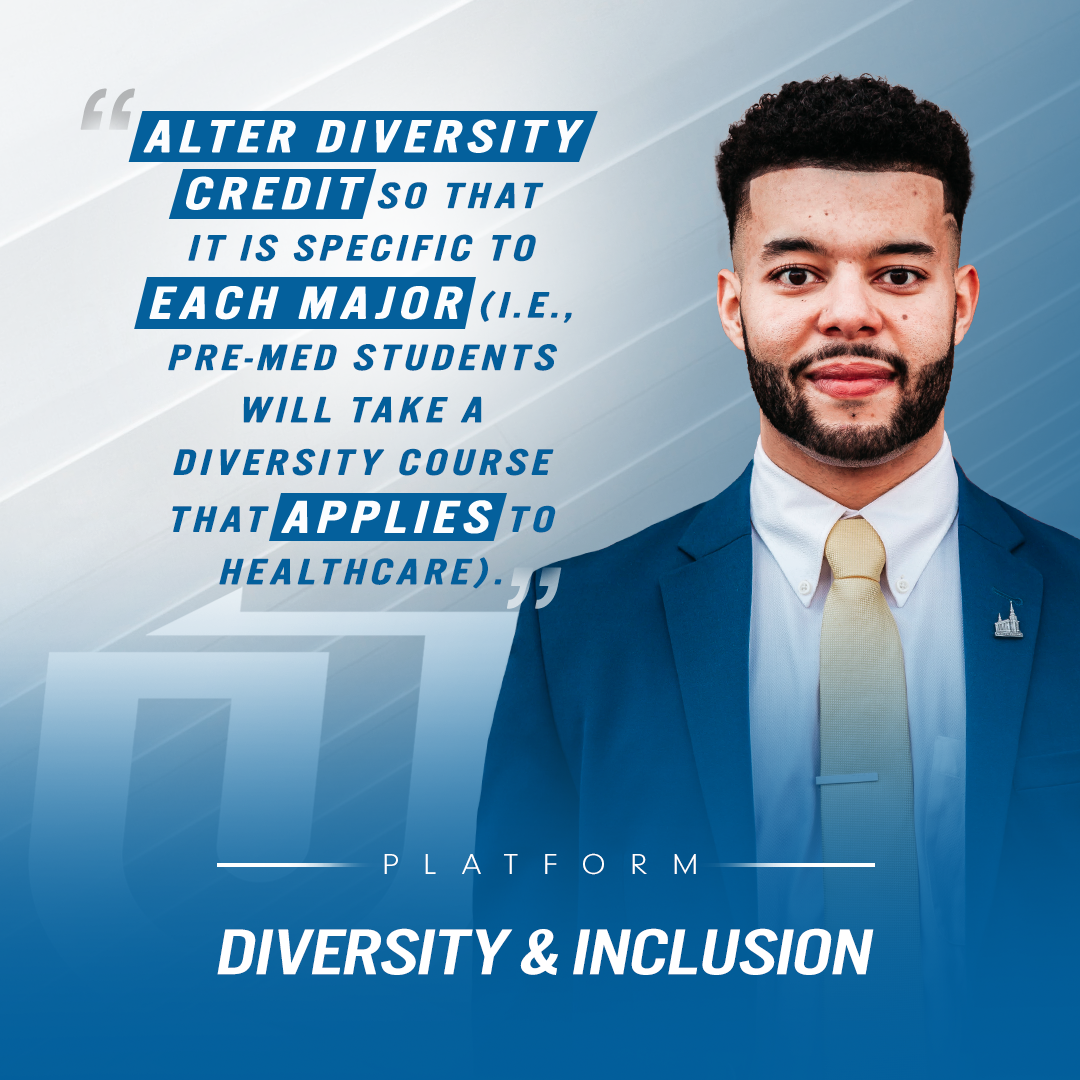 “ALTER DIVERSITY
CREDIT SO THAT
IT IS SPECIFIC TO
EACH MAJOR (I.E.,
PRE-MED STUDENTS
WILL TAKE A
DIVERSITY COURSE
THAT APPLIES TO
HEALTHCARE).”
PLATFORM
DIVERSITY & INCLUSION